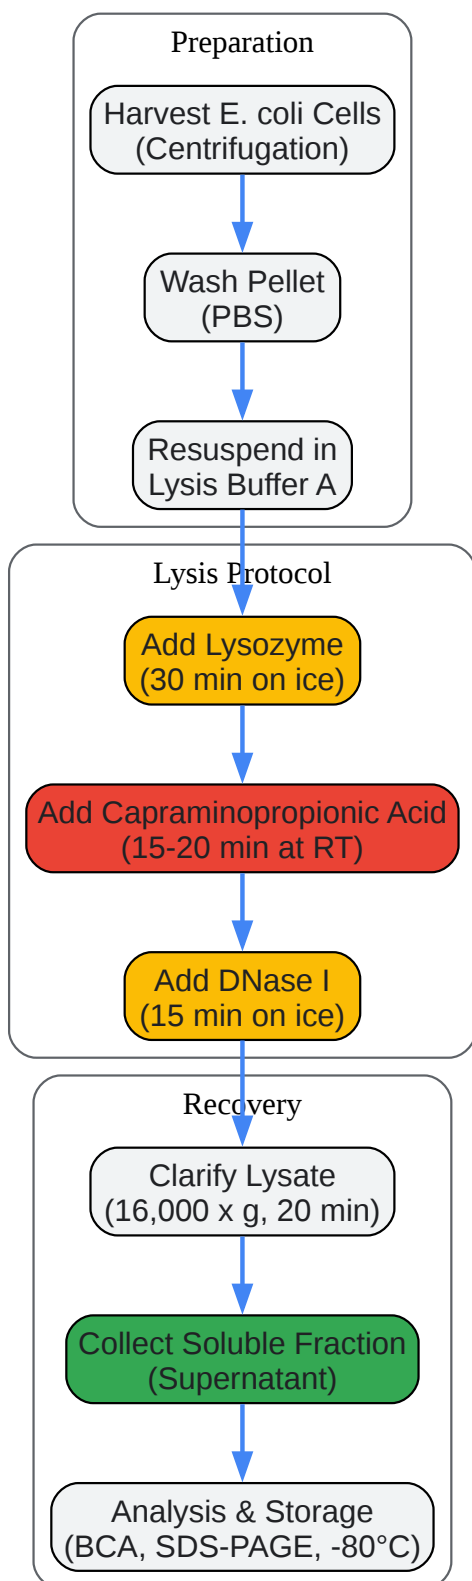 Preparation
Harvest E. coli Cells
(Centrifugation)
Wash Pellet
(PBS)
Resuspend in
Lysis Buffer A
Lysis Protocol
Add Lysozyme
(30 min on ice)
Add Capraminopropionic Acid
(15-20 min at RT)
Add DNase I
(15 min on ice)
Recovery
Clarify Lysate
(16,000 x g, 20 min)
Collect Soluble Fraction
(Supernatant)
Analysis & Storage
(BCA, SDS-PAGE, -80°C)